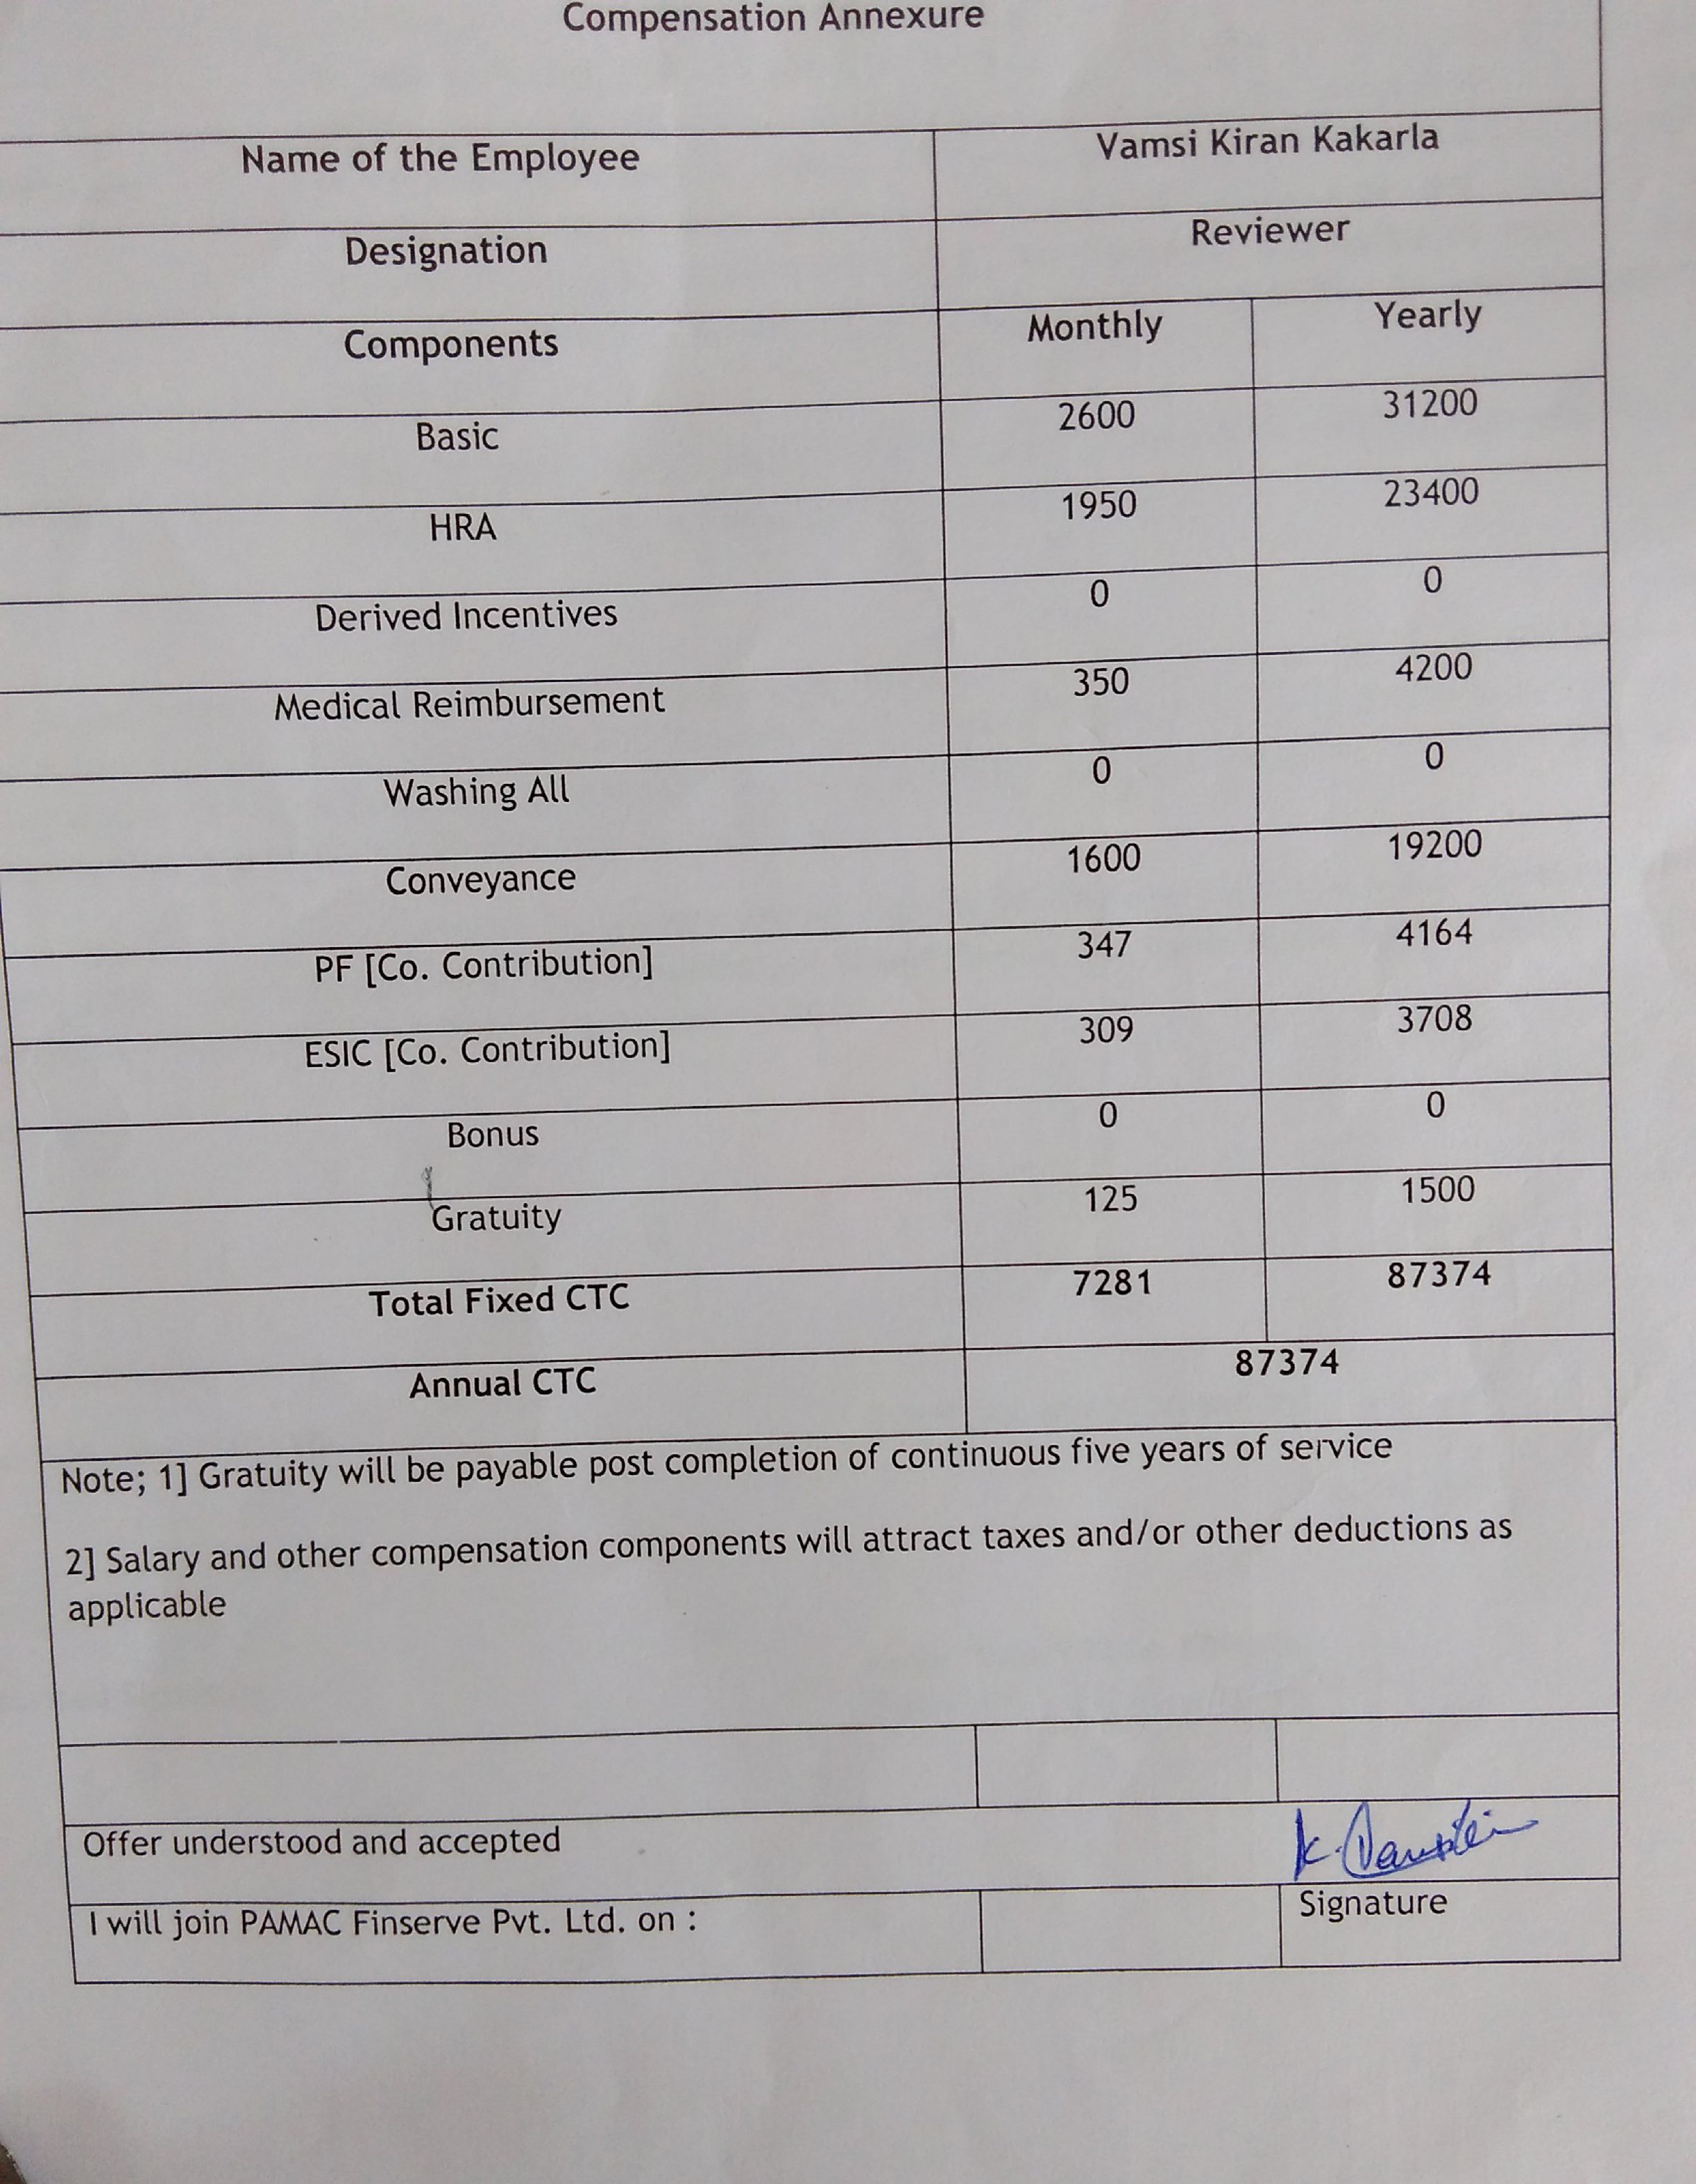 Compensation Annexure
Name of the Employee Vamsi Kiran Kakarla
Designation Reviewer
Components Monthly Yearly
Basic 2600 31200
HRA 1950 23400
Derived Incentives 0 0
Medical Reimbursement 350 4200
Washing All 0 0
Conveyance 1600 19200
PF [Co. Contribution] 347 4164
ESIC [Co. Contribution] 309 3708
Bonus 0 0
Gratuity 125 1500
Total Fixed CTC 7281 87374
Annual CTC 87374
Note; 1] Gratuity will be payable post completion of continuous five years of service
2] Salary and other compensation components will attract taxes and/or other deductions as
applicable
Offer understood and accepted K.
I will join PAMAC Finserve Pvt. Ltd. on : Signature